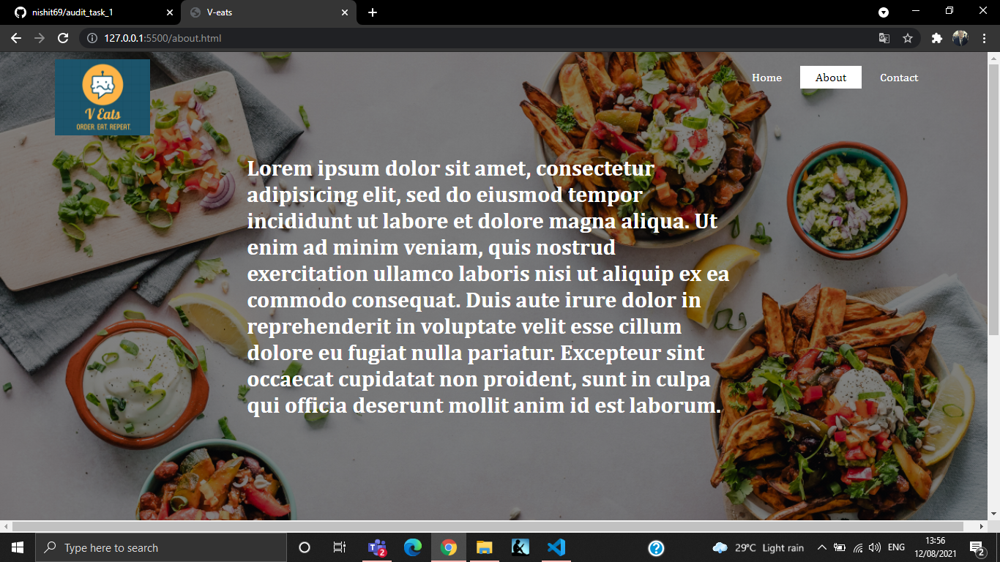 nishit69/audit_task_1
V-eats
127.0.0.1:5500/about.html
V Eats
ORDER. EAT. REPEAT.
Home
About
Contact
Lorem ipsum dolor sit amet, consectetur
adipisicing elit, sed do eiusmod tempor
incididunt ut labore et dolore magna aliqua. Ut
enim ad minim veniam, quis nostrud
exercitation ullamco laboris nisi ut aliquip ex ea
commodo consequat. Duis aute irure dolor in
reprehenderit in voluptate velit esse cillum
dolore eu fugiat nulla pariatur. Excepteur sint
occaecat cupidatat non proident, sunt in culpa
qui officia deserunt mollit anim id est laborum.
Type here to search
2
29°C Light rain
ENG
13:56
12/08/2021
2